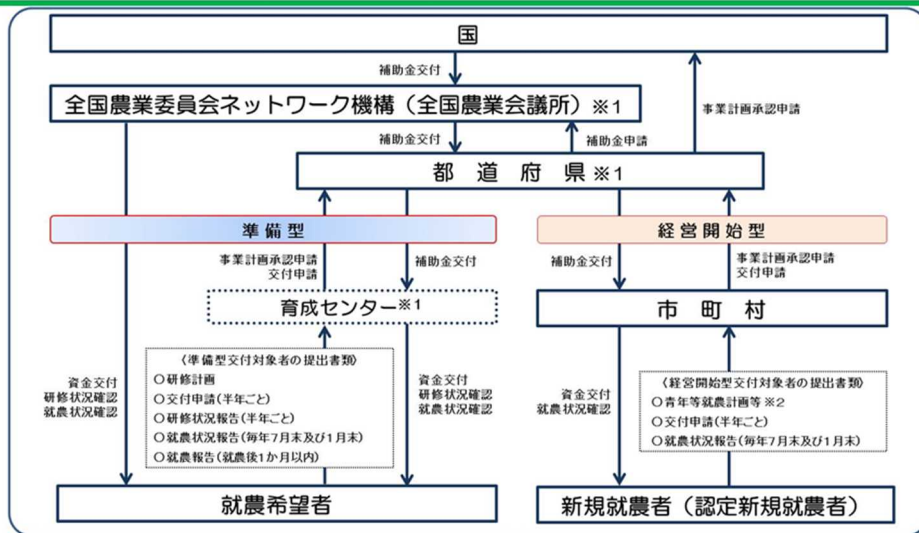 国
補助金交付
全国農業委員会ネットワーク機構（全国農業会議所）※1
事業計画承認申請
補助金交付
補助金申請
都道府県※1
準備型
経営開始型
事業計画承認申請
交付申請
補助金交付
補助金交付
事業計画承認申請
交付申請
育成センター※1
市町村
資金交付
研修状況確認
就農状況確認
〈準備型交付対象者の提出書類〉
○研修計画
○交付申請(半年ごと)
○研修状況報告(半年ごと)
○就農状況報告(毎年7月末及び1月末)
○就農報告(就農後1か月以内)
資金交付
研修状況確認
就農状況確認
資金交付
就農状況確認
〈経営開始型交付対象者の提出書類〉
○青年等就農計画等 ※2
○交付申請(半年ごと)
○就農状況報告(毎年7月末及び1月末)
就農希望者
新規就農者（認定新規就農者）